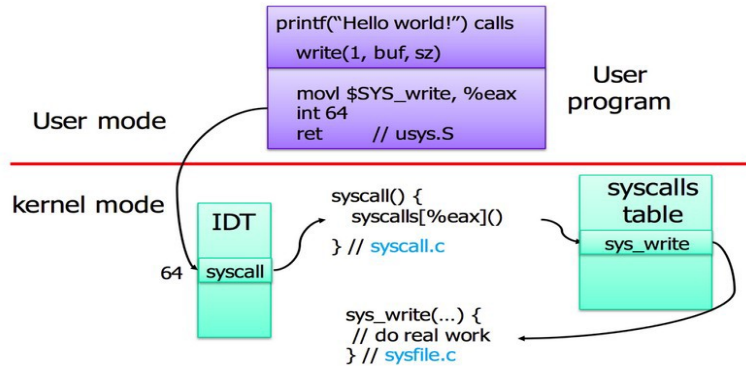 printf(“Hello world!”) calls
write(1, buf, sz)
movl $SYS_write, %eax
int 64
ret // usys.S
User
program
User mode
kernel mode
IDT
64
syscall
syscall() {
syscalls[%eax]()
} // syscall.c
syscalls
table
sys_write
sys_write(...) {
// do real work
} // sysfile.c